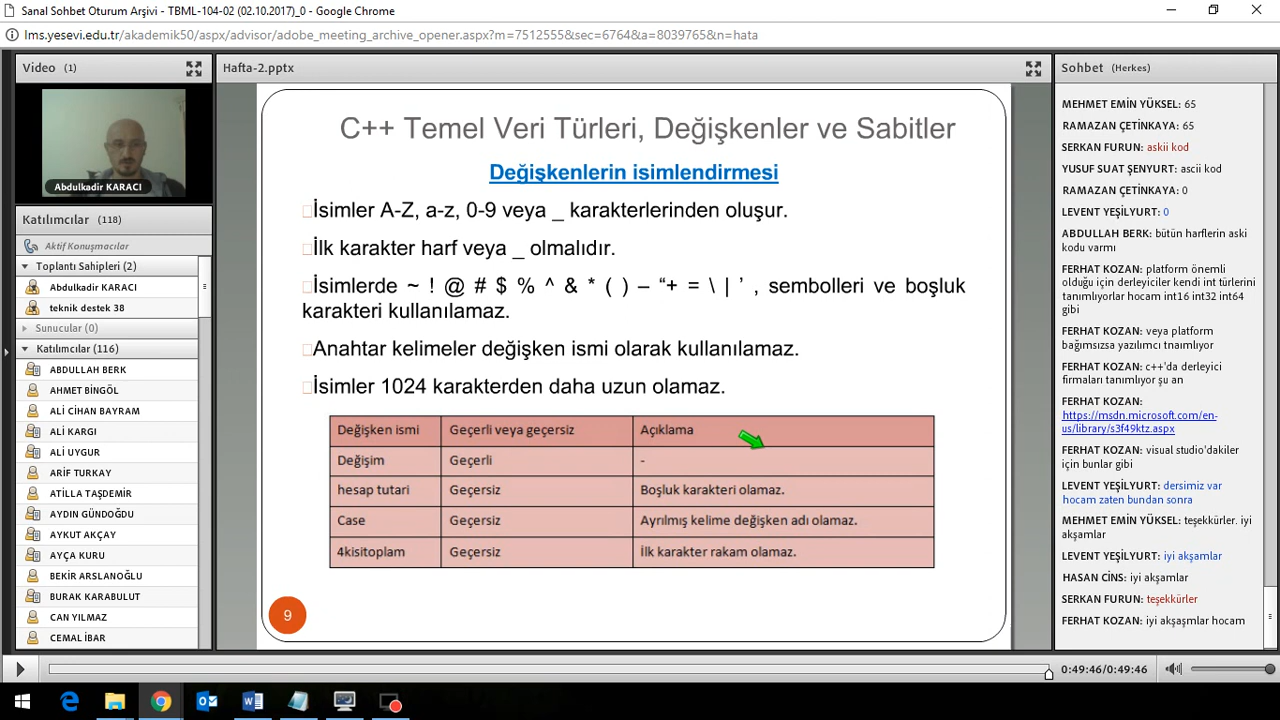 Sanal Sohbet Oturum Arşivi - TBML-104-02 (02.10.2017)_0 - Google Chrome
lms.yesevi.edu.tr/akademik50/aspx/advisor/adobe_meeting_archive_opener.aspx?m=7512555&sec=6764&a=8039765&n=hata
Video (1)
Abdulkadir KARACI
Katılımcılar (118)
Aktif Konuşmacılar
Toplantı Sahipleri (2)
Abdulkadir KARACI
teknik destek 38
Sunucular (0)
Katılımcılar (116)
ABDULLAH BERK
AHMET BİNGÖL
ALİ CİHAN BAYRAM
ALİ KARGI
ALİ UYGUR
ARİF TURKAY
ATİLLA TAŞDEMİR
AYDIN GÜNDOĞDU
AYKUT AKÇAY
AYÇA KURU
BEKİR ARSLANOĞLU
BURAK KARABULUT
CAN YILMAZ
CEMAL İBAR
Hafta-2.pptx
C++ Temel Veri Türleri, Değişkenler ve Sabitler
Değişkenlerin isimlendirmesi
İsimler A-Z, a-z, 0-9 veya _ karakterlerinden oluşur.
İlk karakter harf veya _ olmalıdır.
İsimlerde ~ ! @ # $ % ^ & * ( ) – “+ = \ | ’ , sembolleri ve boşluk
karakteri kullanılamaz.
Anahtar kelimeler değişken ismi olarak kullanılamaz.
İsimler 1024 karakterden daha uzun olamaz.
Değişken ismi Geçerli veya geçersiz Açıklama
Değişim Geçerli -
hesap tutari Geçersiz Boşluk karakteri olamaz.
Case Geçersiz Ayrılmış kelime değişken adı olamaz.
4kisitoplam Geçersiz İlk karakter rakam olamaz.
9
Sohbet (Herkes)
MEHMET EMİN YÜKSEL: 65
RAMAZAN ÇETİNKAYA: 65
SERKAN FURUN: askii kod
YUSUF SUAT ŞENYURT: ascii kod
RAMAZAN ÇETİNKAYA: 0
LEVENT YEŞİLYURT: 0
ABDULLAH BERK: bütün harflerin aski
kodu varmı
FERHAT KOZAN: platform önemli
olduğu için derleyiciler kendi int türlerini
tanımlıyorlar hocam int16 int32 int64
gibi
FERHAT KOZAN: veya platform
bağımsızsa yazılımcı tnaımlıyor
FERHAT KOZAN: c++'da derleyici
firmaları tanımlıyor şu an
FERHAT KOZAN:
https://msdn.microsoft.com/en-
us/library/s3f49ktz.aspx
FERHAT KOZAN: visual studio'dakiler
için bunlar gibi
LEVENT YEŞİLYURT: dersimiz var
hocam zaten bundan sonra
MEHMET EMİN YÜKSEL: teşekkürler. iyi
akşamlar
LEVENT YEŞİLYURT: iyi akşamlar
HASAN CİNS: iyi akşamlar
SERKAN FURUN: teşekkürler
FERHAT KOZAN: iyi akşaşmlar hocam
0:49:46/0:49:46